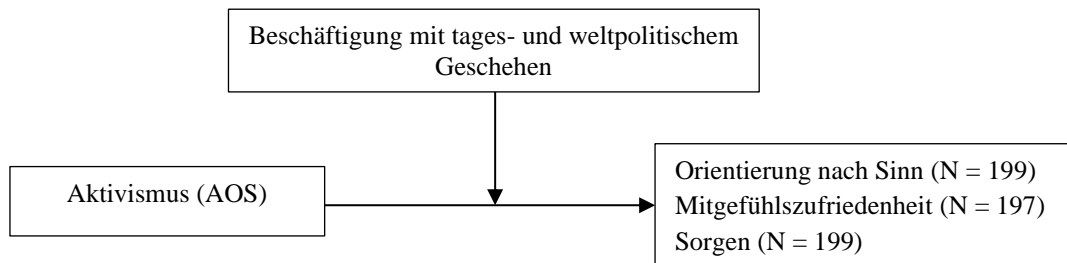 Beschäftigung mit tages- und weltpolitischem
Geschehen
Aktivismus (AOS)
Orientierung nach Sinn (N = 199)
Mitgefühlszufriedenheit (N = 197)
Sorgen (N = 199)